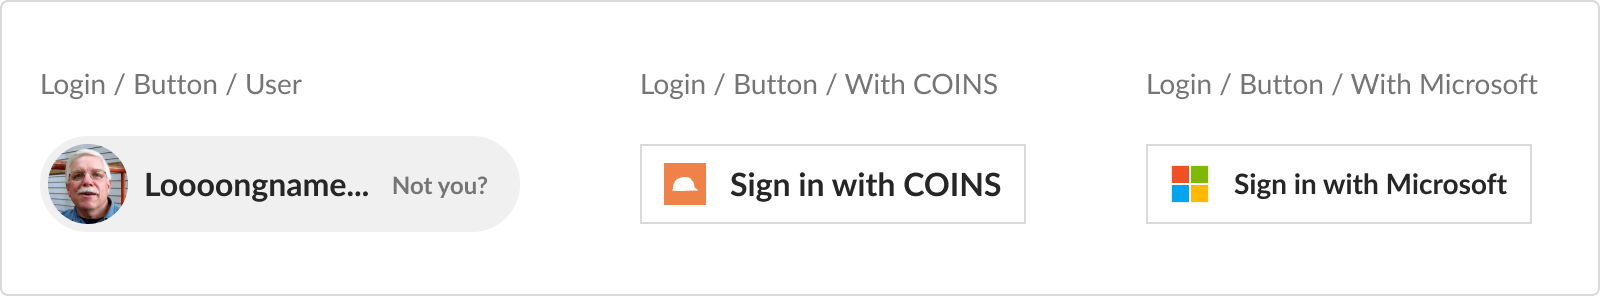 Login / Button / User
Login / Button / With COINS
Login / Button / With Microsoft
Loooongname... Not you?
Sign in with COINS
Sign in with Microsoft